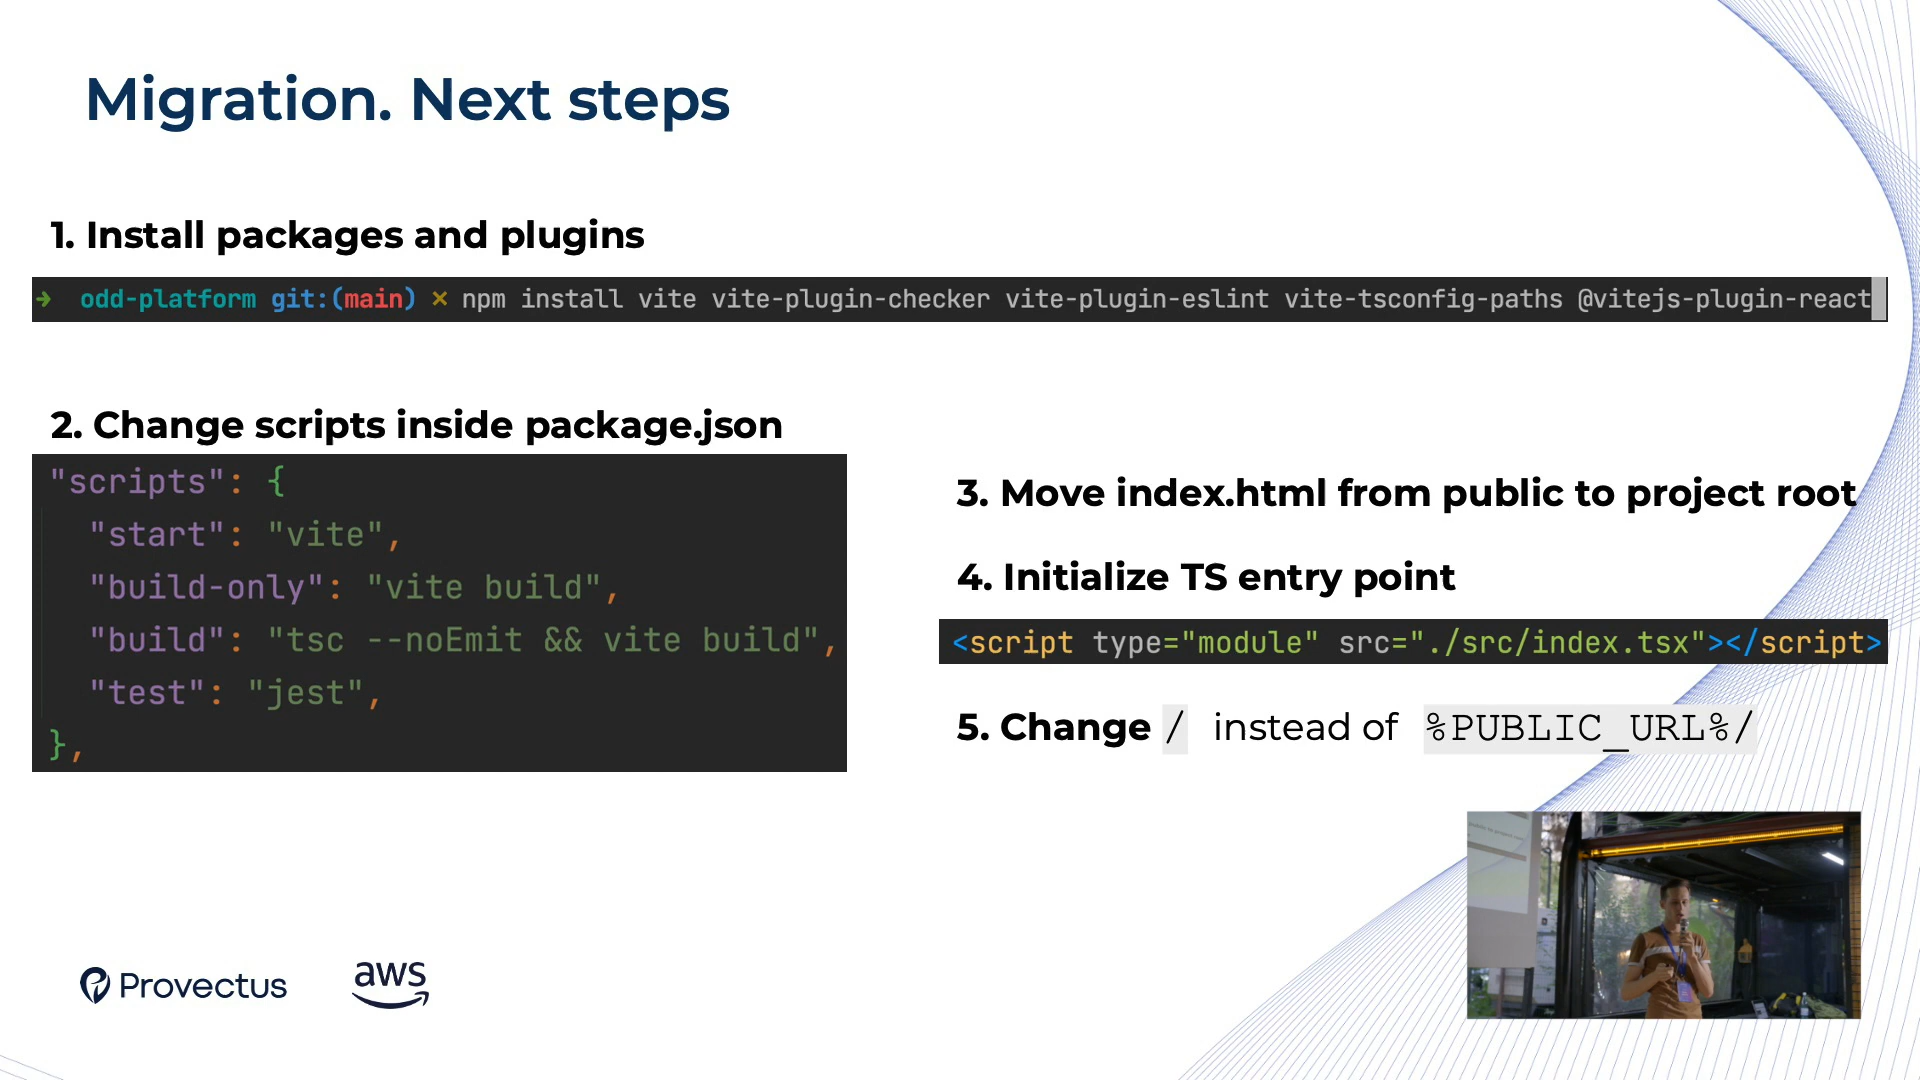 Migration. Next steps
1. Install packages and plugins
→ odd-platform git:(main) ✗ npm install vite vite-plugin-checker vite-plugin-eslint vite-tsconfig-paths @vitejs-plugin-react
2. Change scripts inside package.json
"scripts": {
"start": "vite",
"build-only": "vite build",
"build": "tsc --noEmit && vite build",
"test": "jest",
},
3. Move index.html from public to project root
4. Initialize TS entry point
<script type="module" src="./src/index.tsx"></script>
5. Change / instead of %PUBLIC_URL%/
Provectus
aws